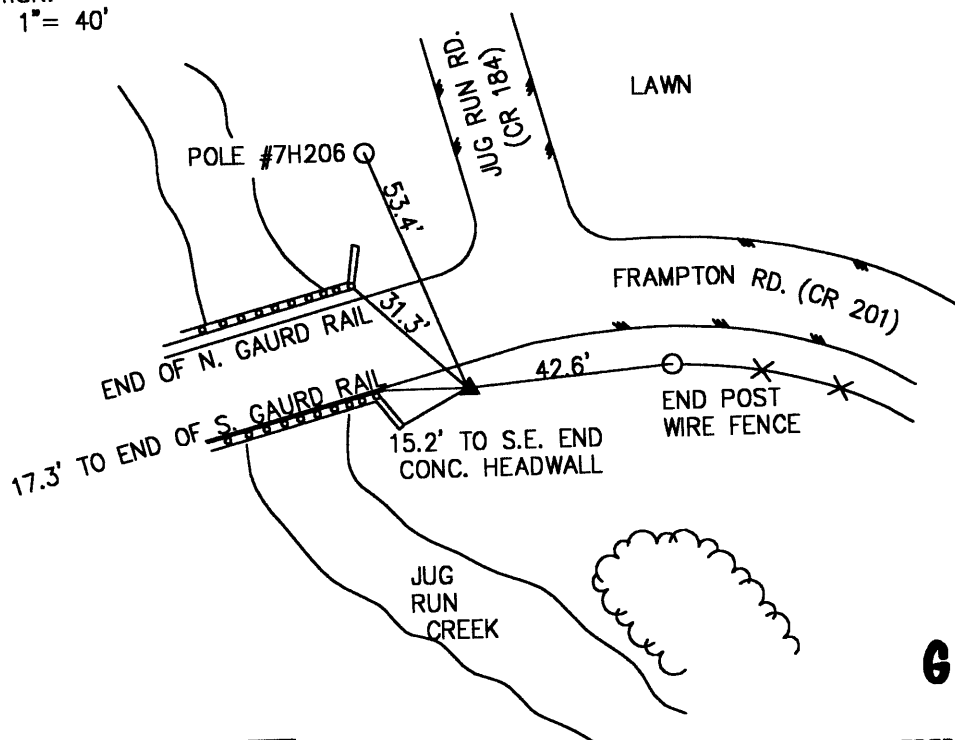 1"= 40'
JUG RUN RD.
(CR 184)
LAWN
POLE #7H206
53.4'
31.3'
FRAMPTON RD. (CR 201)
END OF N. GAURD RAIL
42.6'
17.3' TO END OF S. GAURD RAIL
END POST
WIRE FENCE
15.2' TO S.E. END
CONC. HEADWALL
JUG
RUN
CREEK
G